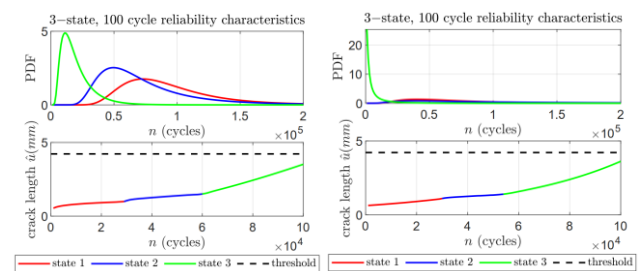 3−state, 100 cycle reliability characteristics
PDF
5
0
0 0.5 1 1.5 2
n (cycles) ×10^5
crack length û(mm)
5
0
0 2 4 6 8 10
n (cycles) ×10^4
state 1 state 2 state 3 threshold
3−state, 100 cycle reliability characteristics
PDF
20
10
0
0 0.5 1 1.5 2
n (cycles) ×10^5
crack length û(mm)
5
0
0 2 4 6 8 10
n (cycles) ×10^4
state 1 state 2 state 3 threshold